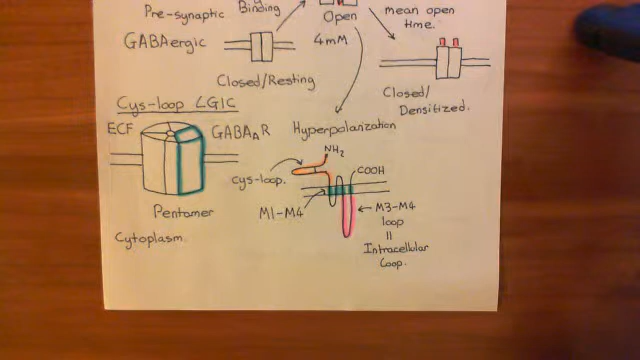 Pre-synaptic
Binding
Open
mean open
time.
GABAergic
4mM
Closed/Resting
Closed/
Densitized.
Cys-loop LGIC
ECF
GABA_A R
Hyperpolarization
NH2
cys-loop.
COOH
M1-M4
M3-M4
loop
=
Intracellular
Loop.
Pentamer
Cytoplasm.